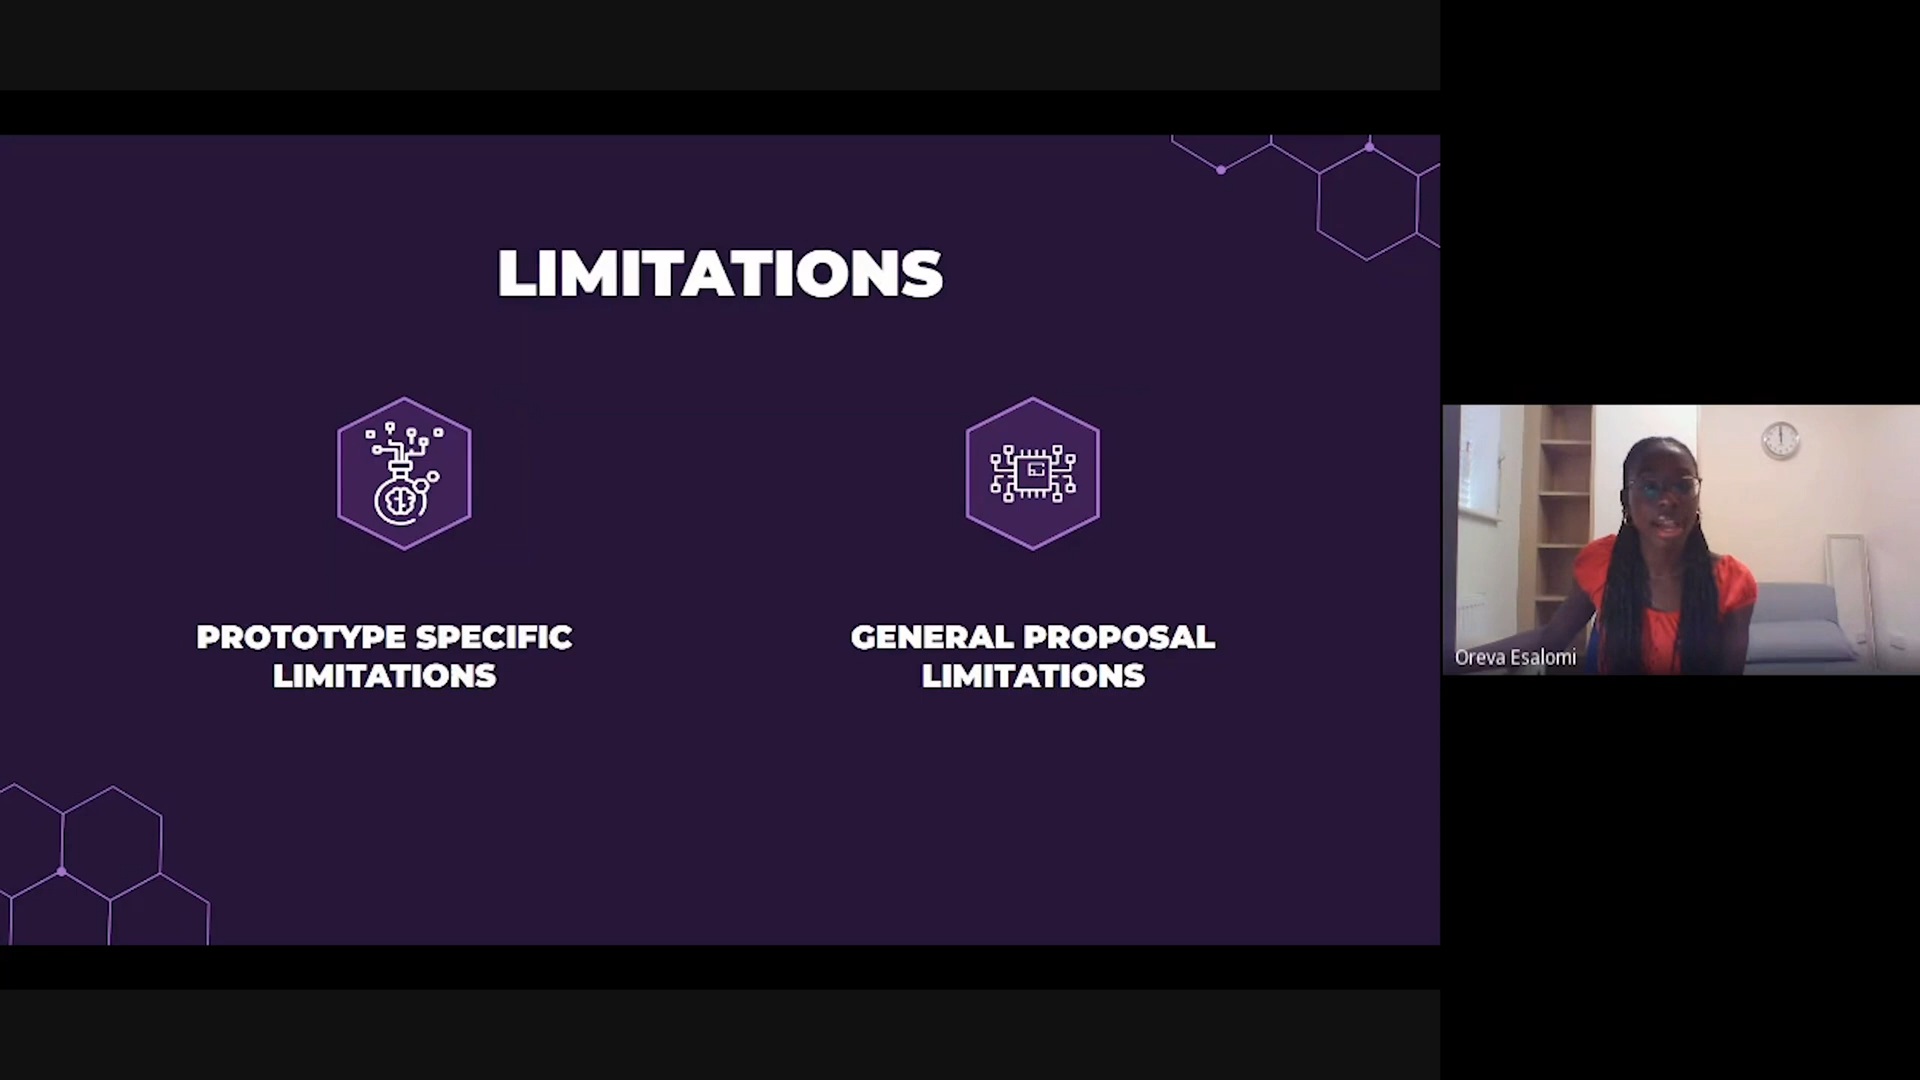 LIMITATIONS
PROTOTYPE SPECIFIC
LIMITATIONS
GENERAL PROPOSAL
LIMITATIONS
Oreva Esalomi